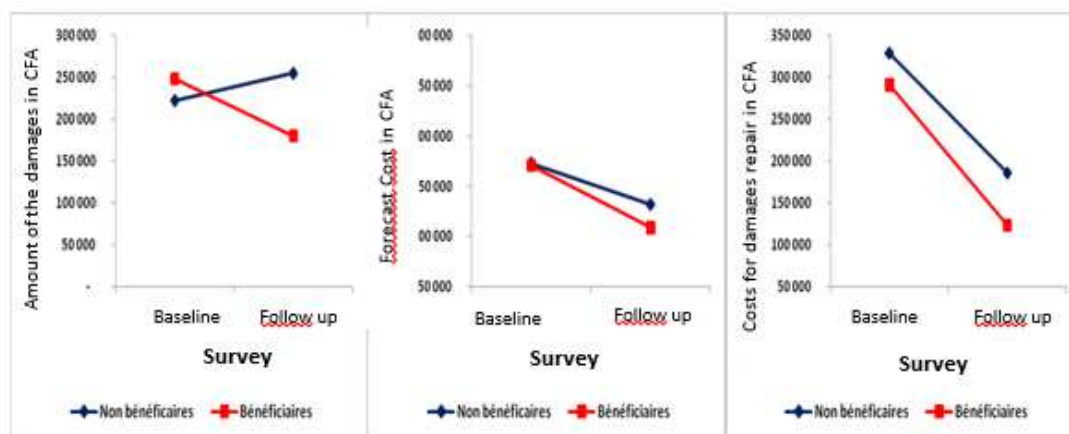 Amount of the damages in CFA
300 000
250 000
200 000
150 000
100 000
50 000
-
Baseline
Follow up
Survey
Non bénéficaires
Bénéficiaires
Forecast Cost in CFA
00 000
50 000
00 000
50 000
00 000
50 000
Baseline
Follow up
Survey
Non bénéficaires
Bénéficiaires
Costs for damages repair in CFA
350 000
300 000
250 000
200 000
150 000
100 000
50 000
Baseline
Follow up
Survey
Non bénéficaires
Bénéficiaires